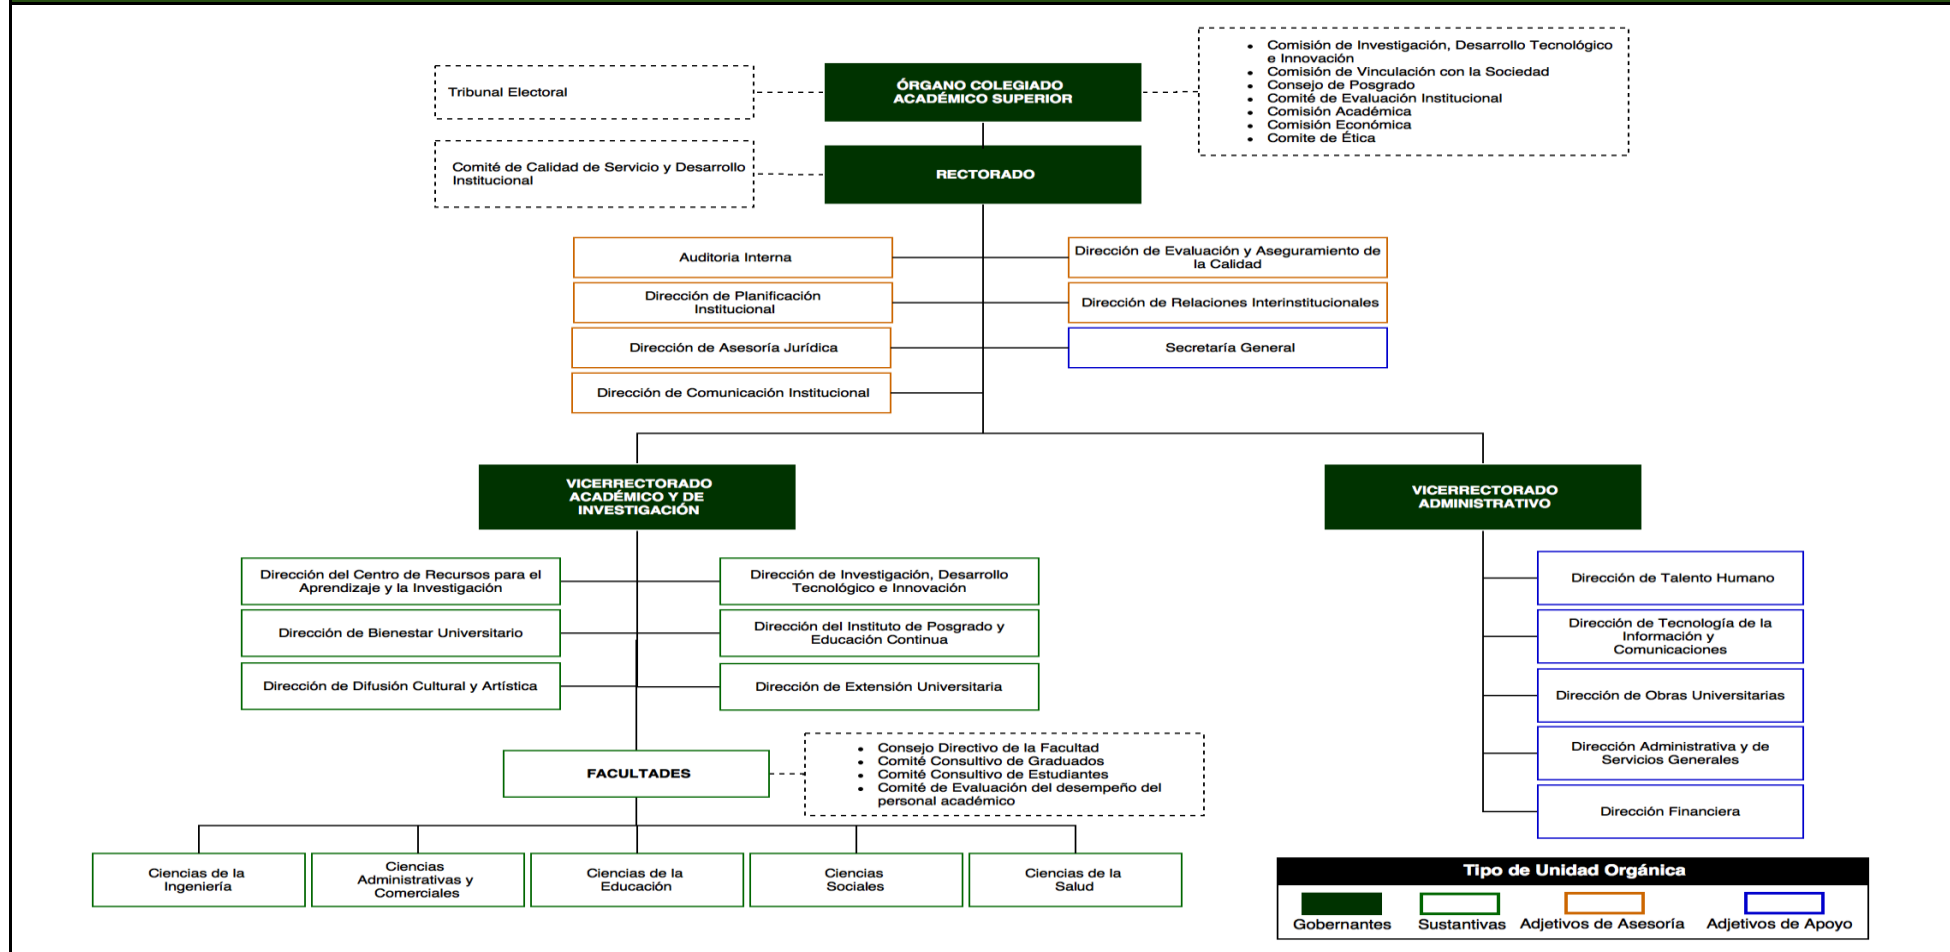 Tribunal Electoral
ÓRGANO COLEGIADO
ACADÉMICO SUPERIOR
• Comisión de Investigación, Desarrollo Tecnológico
e Innovación
• Comisión de Vinculación con la Sociedad
• Consejo de Posgrado
• Comité de Evaluación Institucional
• Comisión Académica
• Comisión Económica
• Comite de Ética
Comité de Calidad de Servicio y Desarrollo
Institucional
RECTORADO
Auditoria Interna
Dirección de Evaluación y Aseguramiento de
la Calidad
Dirección de Planificación
Institucional
Dirección de Relaciones Interinstitucionales
Dirección de Asesoría Jurídica
Secretaría General
Dirección de Comunicación Institucional
VICERRECTORADO
ACADÉMICO Y DE
INVESTIGACIÓN
VICERRECTORADO
ADMINISTRATIVO
Dirección del Centro de Recursos para el
Aprendizaje y la Investigación
Dirección de Investigación, Desarrollo
Tecnológico e Innovación
Dirección de Bienestar Universitario
Dirección del Instituto de Posgrado y
Educación Continua
Dirección de Difusión Cultural y Artística
Dirección de Extensión Universitaria
Dirección de Talento Humano
Dirección de Tecnología de la
Información y
Comunicaciones
Dirección de Obras Universitarias
Dirección Administrativa y de
Servicios Generales
Dirección Financiera
FACULTADES
• Consejo Directivo de la Facultad
• Comité Consultivo de Graduados
• Comité Consultivo de Estudiantes
• Comité de Evaluación del desempeño del
personal académico
Ciencias de la
Ingeniería
Ciencias
Administrativas y
Comerciales
Ciencias de la
Educación
Ciencias
Sociales
Ciencias de la
Salud
Tipo de Unidad Orgánica
Gobernantes
Sustantivas
Adjetivos de Asesoría
Adjetivos de Apoyo